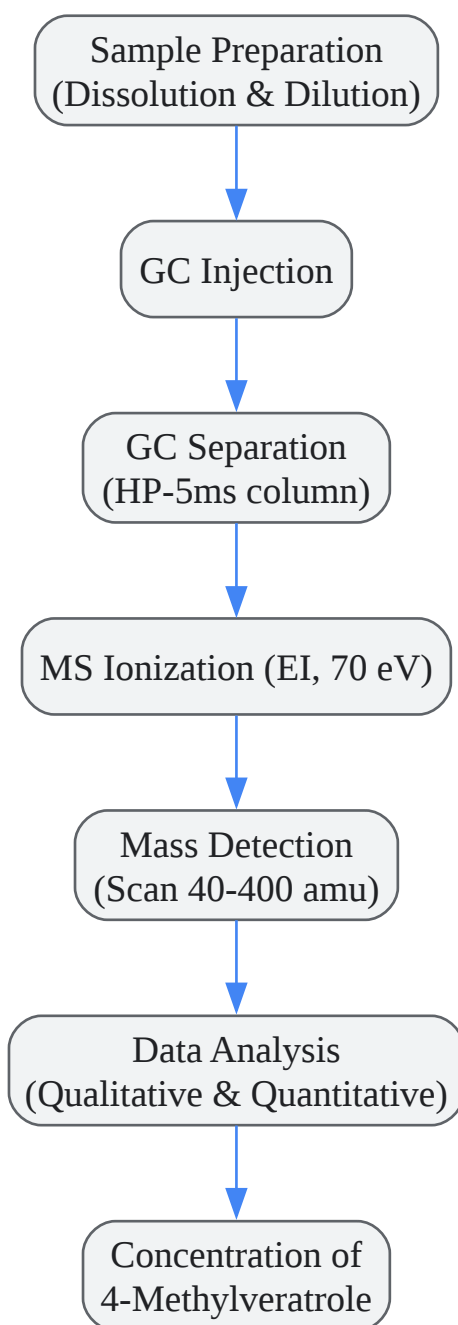 Sample Preparation
(Dissolution & Dilution)
GC Injection
GC Separation
(HP-5ms column)
MS Ionization (EI, 70 eV)
Mass Detection
(Scan 40-400 amu)
Data Analysis
(Qualitative & Quantitative)
Concentration of
4-Methylveratrole